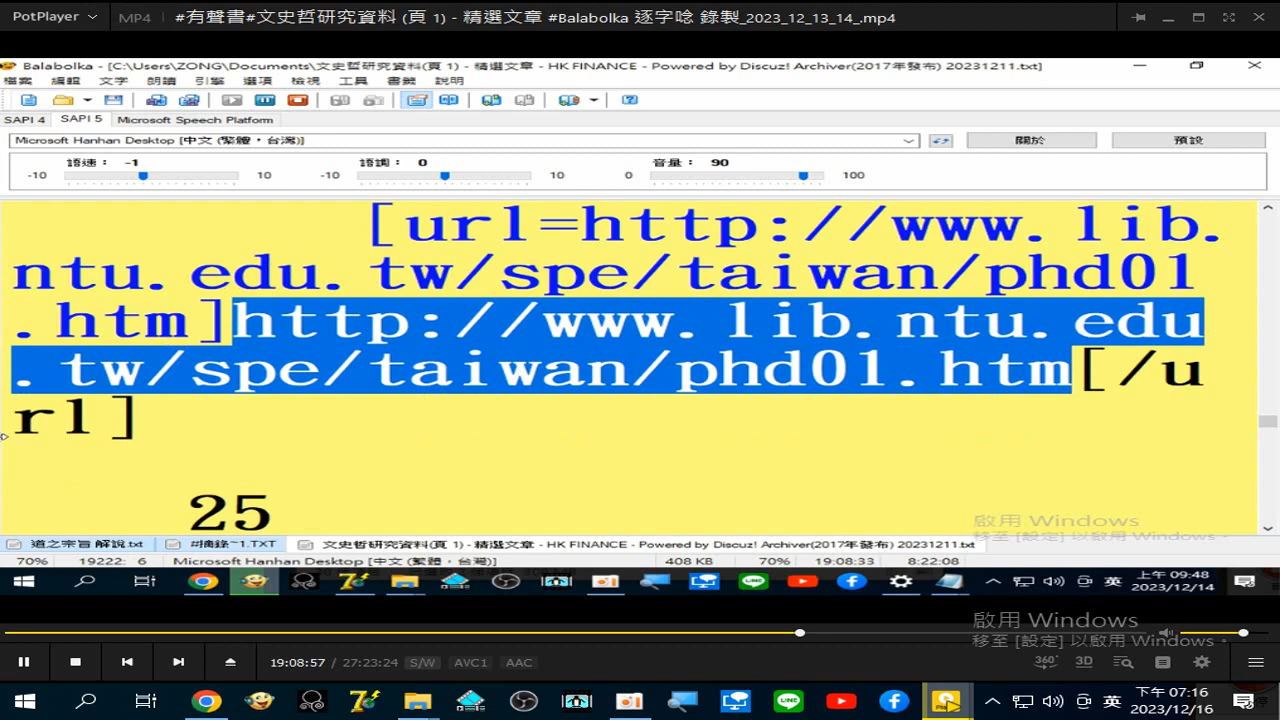 PotPlayer MP4 #有聲書#文史哲研究資料 (頁 1) - 精選文章 #Balabolka 逐字唸 錄製_2023_12_13_14_.mp4
Balabolka - [C:\Users\ZONG\Documents\文史哲研究資料(頁 1) - 精選文章 - HK FINANCE - Powered by Discuz! Archiver(2017年發布) 20231211.txt]
檔案 編輯 文字 朗讀 引擎 選項 檢視 工具 書籤 說明
SAPI 4 SAPI 5 Microsoft Speech Platform
Microsoft Hanhan Desktop [中文 (繁體，台灣)] 關於 預設
語速： -1 語調： 0 音量： 90
-10 10 -10 10 0 100
[url=http://www.lib.
ntu.edu.tw/spe/taiwan/phd01
.htm]http://www.lib.ntu.edu
.tw/spe/taiwan/phd01.htm[/u
rl]
25
啟用 Windows
移至 [設定] 以啟用 Windows。
道之宗旨 解說.txt #摘錄~1.TXT 文史哲研究資料(頁 1) - 精選文章 - HK FINANCE - Powered by Discuz! Archiver(2017年發布) 20231211.txt
70% 19222: 6 Microsoft Hanhan Desktop [中文 (繁體，台灣)] 408 KB 70% 19:08:33 8:22:08
英 上午 09:48
2023/12/14
啟用 Windows
移至 [設定] 以啟用 Windows。
19:08:57 / 27:23:24 S/W AVC1 AAC 360° 3D
英 下午 07:16
2023/12/16